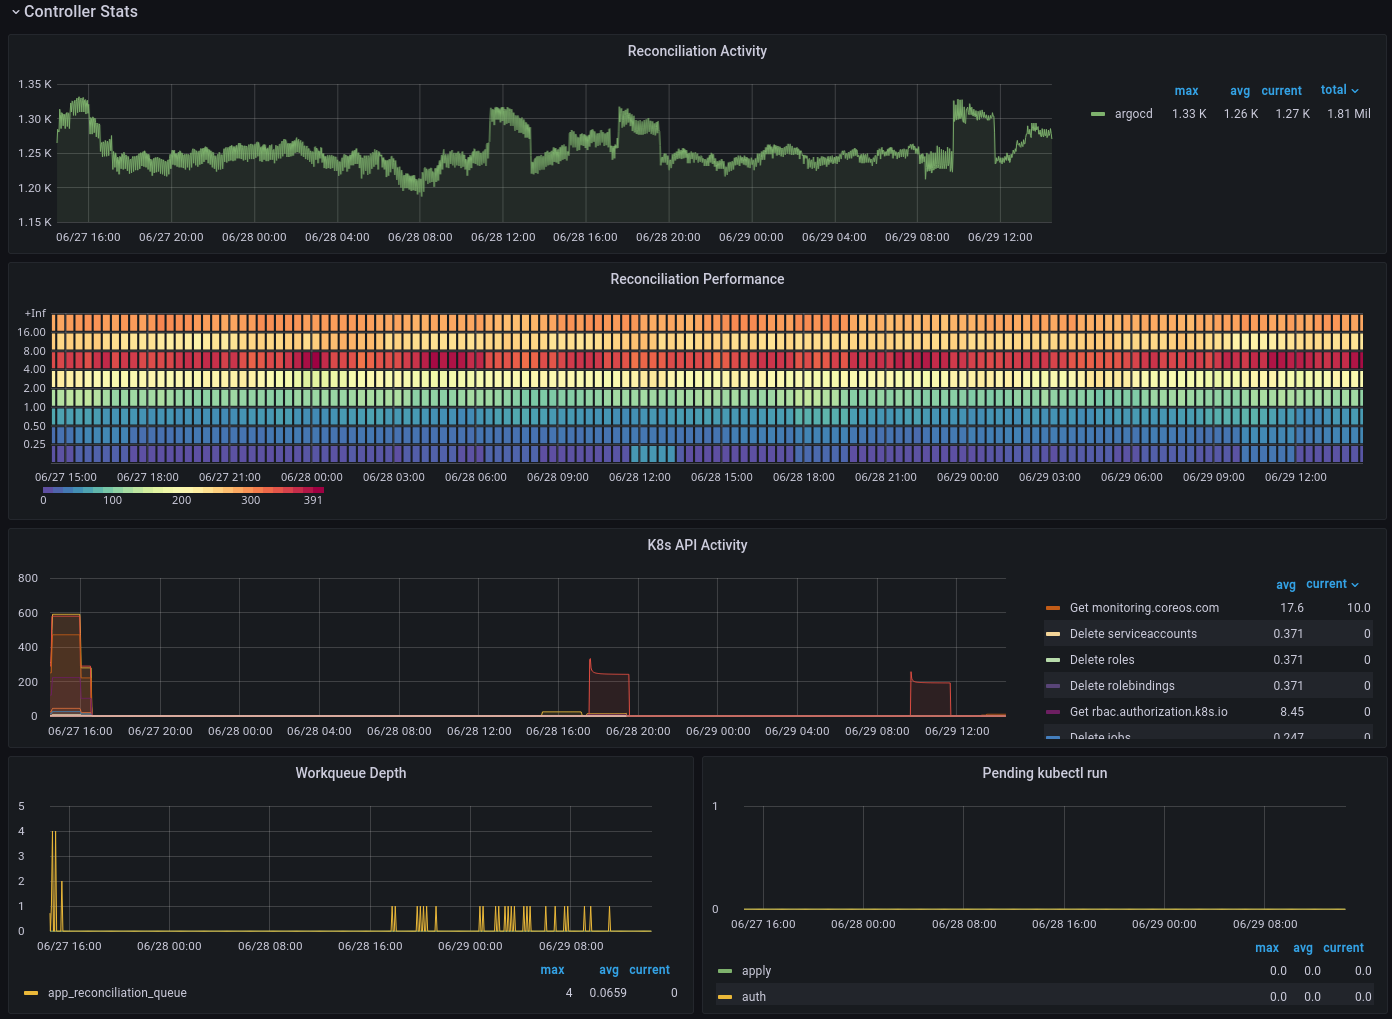 Controller Stats
Reconciliation Activity
1.35 K
1.30 K
1.25 K
1.20 K
1.15 K
06/27 16:00 06/27 20:00 06/28 00:00 06/28 04:00 06/28 08:00 06/28 12:00 06/28 16:00 06/28 20:00 06/29 00:00 06/29 04:00 06/29 08:00 06/29 12:00
max avg current total
argocd 1.33 K 1.26 K 1.27 K 1.81 Mil
Reconciliation Performance
+Inf
16.00
8.00
4.00
2.00
1.00
0.50
0.25
06/27 15:00 06/27 18:00 06/27 21:00 06/28 00:00 06/28 03:00 06/28 06:00 06/28 09:00 06/28 12:00 06/28 15:00 06/28 18:00 06/28 21:00 06/29 00:00 06/29 03:00 06/29 06:00 06/29 09:00 06/29 12:00
0 100 200 300 391
K8s API Activity
800
600
400
200
0
06/27 16:00 06/27 20:00 06/28 00:00 06/28 04:00 06/28 08:00 06/28 12:00 06/28 16:00 06/28 20:00 06/29 00:00 06/29 04:00 06/29 08:00 06/29 12:00
avg current
Get monitoring.coreos.com 17.6 10.0
Delete serviceaccounts 0.371 0
Delete roles 0.371 0
Delete rolebindings 0.371 0
Get rbac.authorization.k8s.io 8.45 0
Delete jobs 0.247 0
Workqueue Depth
5
4
3
2
1
0
06/27 16:00 06/28 00:00 06/28 08:00 06/28 16:00 06/29 00:00 06/29 08:00
max avg current
app_reconciliation_queue 4 0.0659 0
Pending kubectl run
1
0
06/27 16:00 06/28 00:00 06/28 08:00 06/28 16:00 06/29 00:00 06/29 08:00
max avg current
apply 0.0 0.0 0.0
auth 0.0 0.0 0.0